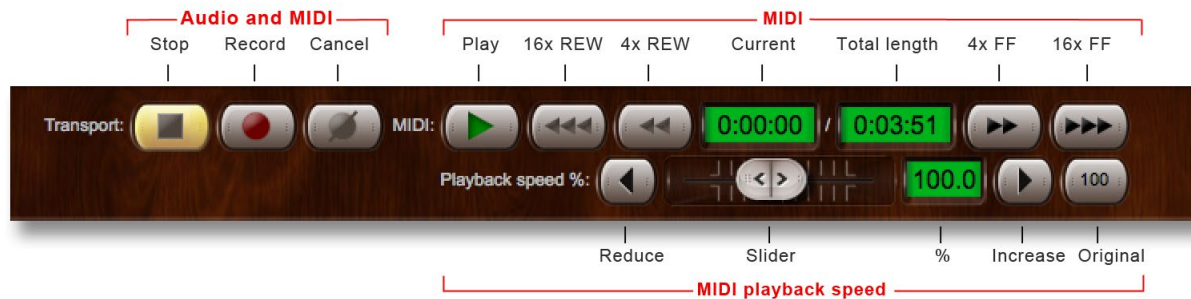 Audio and MIDI MIDI
Stop Record Cancel Play 16x REW 4x REW Current Total length 4x FF 16x FF
Transport: MIDI: 0:00:00 / 0:03:51
Playback speed %: 100.0 100
Reduce Slider % Increase Original
MIDI playback speed